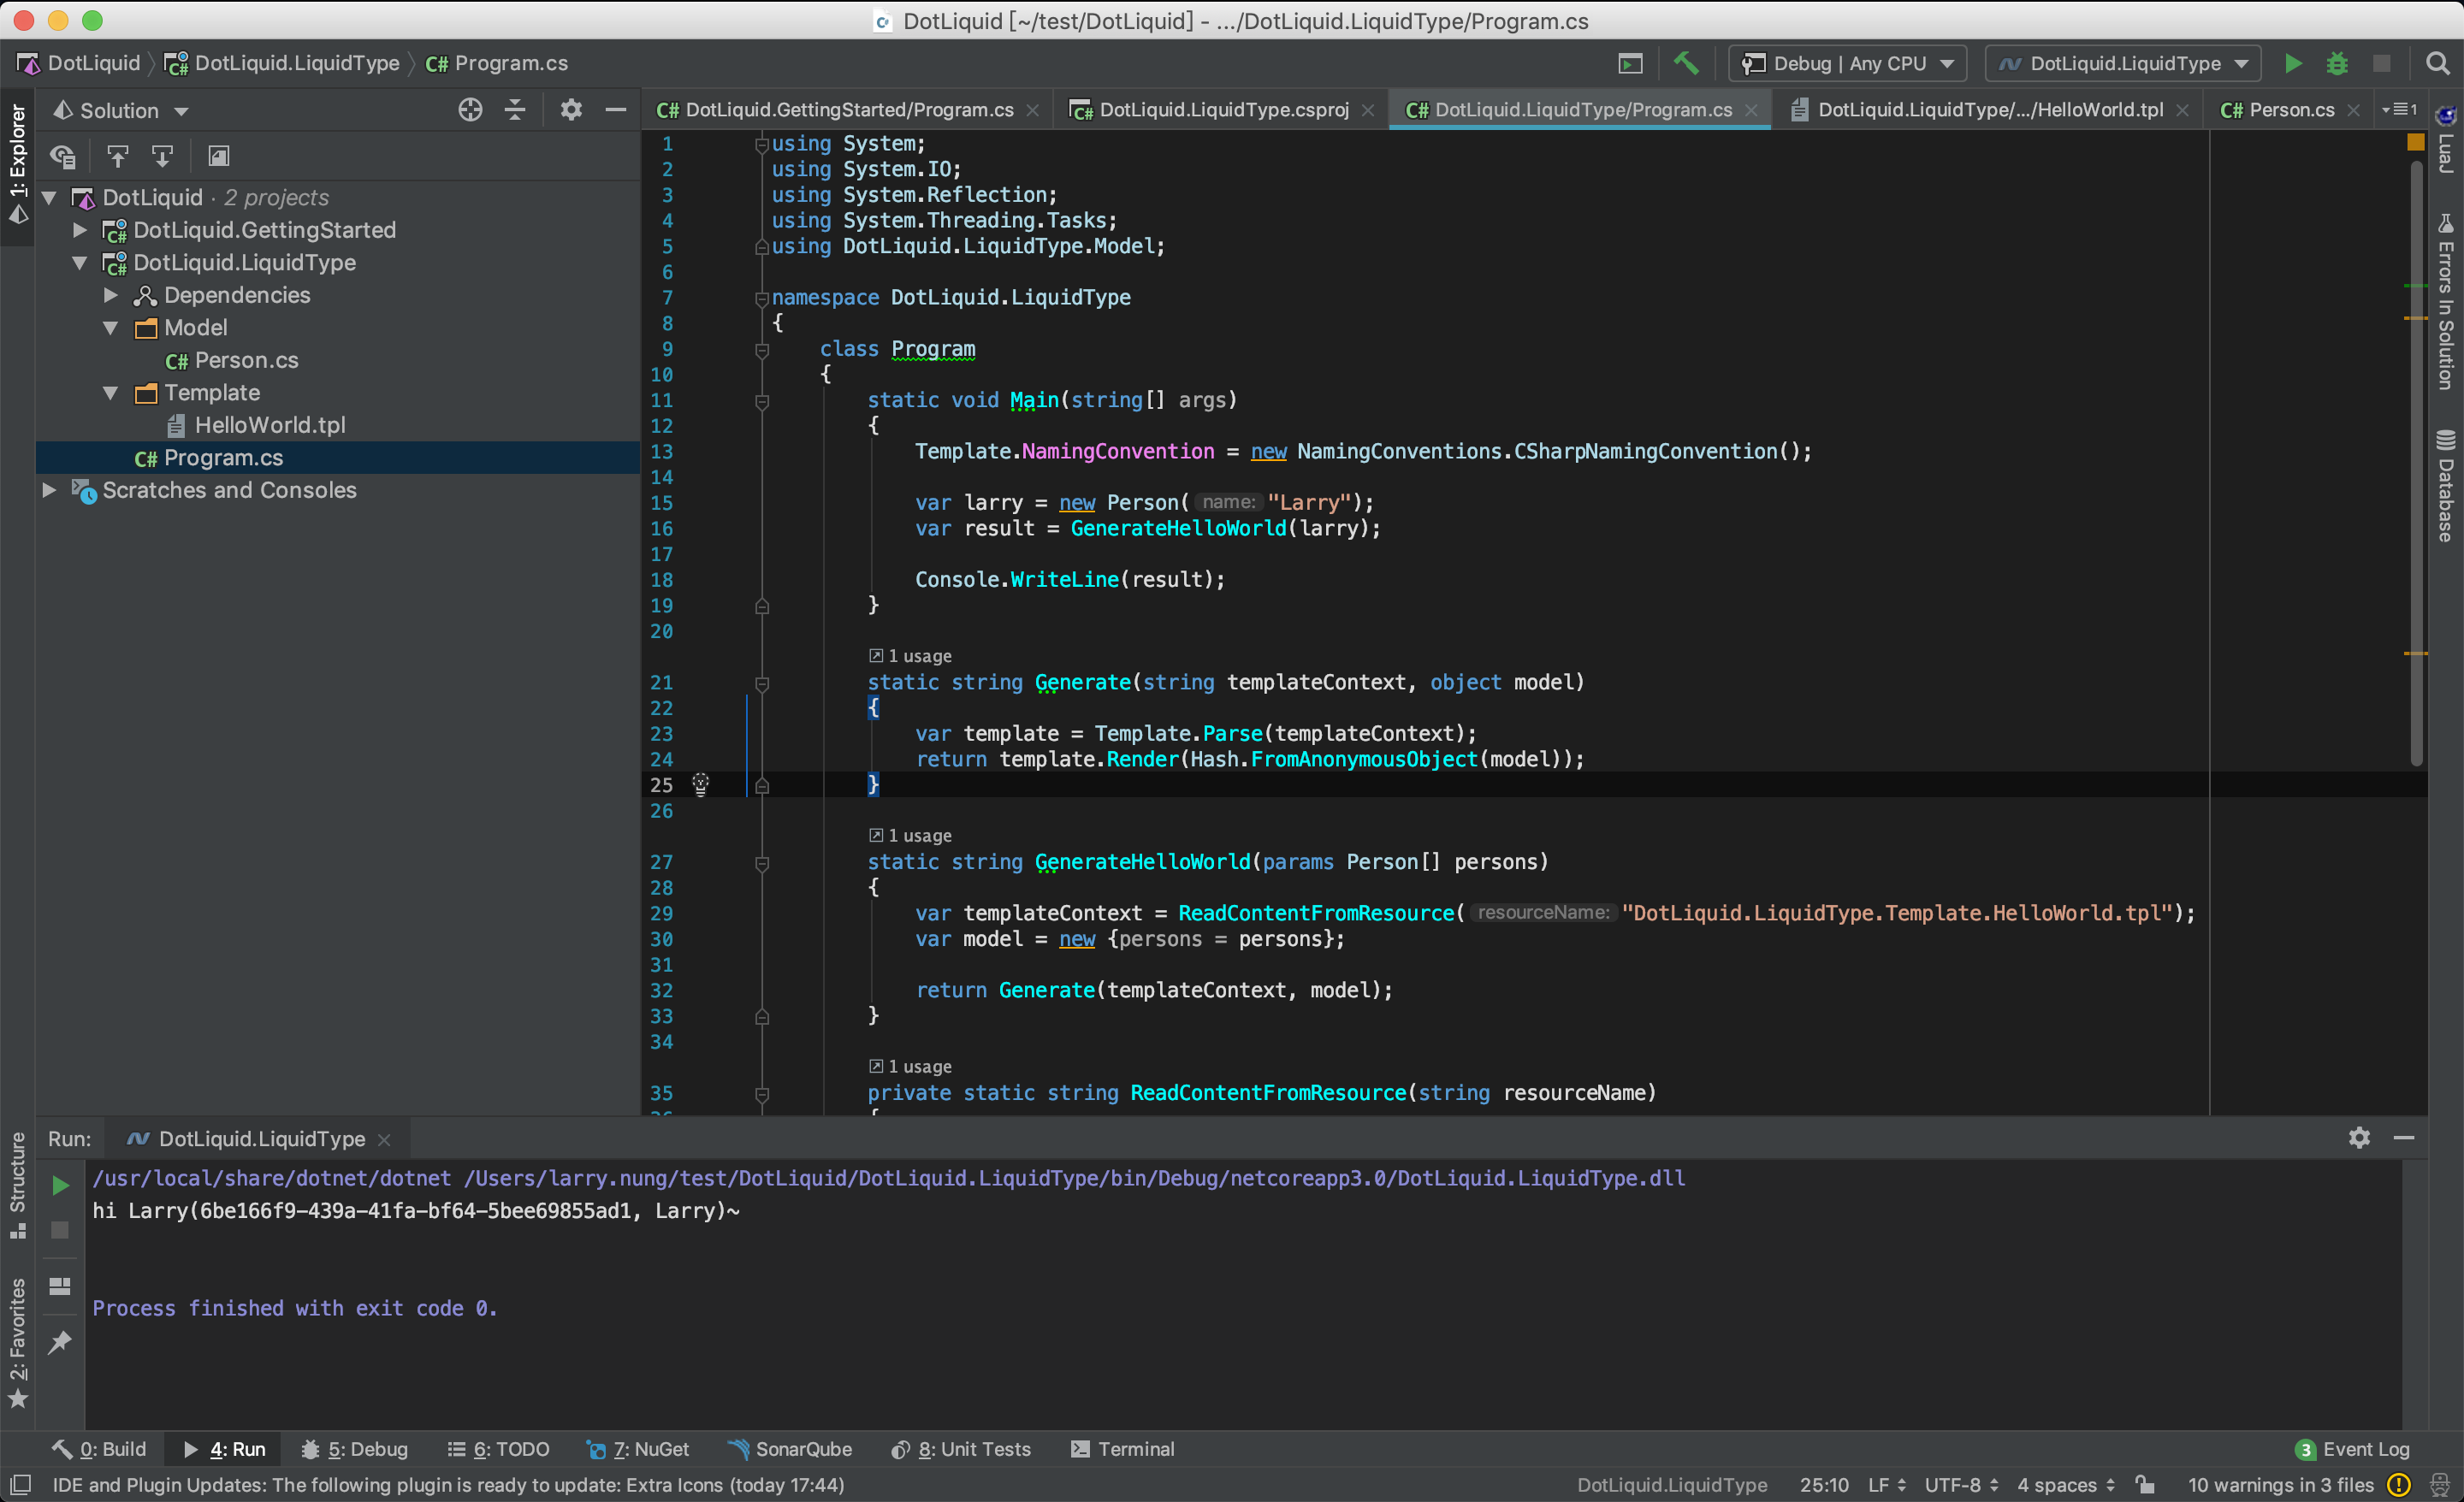 DotLiquid [~/test/DotLiquid] - .../DotLiquid.LiquidType/Program.cs
DotLiquid DotLiquid.LiquidType C# Program.cs Debug | Any CPU DotLiquid.LiquidType
Solution
C# DotLiquid.GettingStarted/Program.cs DotLiquid.LiquidType.csproj C# DotLiquid.LiquidType/Program.cs DotLiquid.LiquidType/.../HelloWorld.tpl C# Person.cs 1
1: Explorer
DotLiquid · 2 projects
C# DotLiquid.GettingStarted
C# DotLiquid.LiquidType
Dependencies
Model
C# Person.cs
Template
HelloWorld.tpl
C# Program.cs
Scratches and Consoles
1 using System;
2 using System.IO;
3 using System.Reflection;
4 using System.Threading.Tasks;
5 using DotLiquid.LiquidType.Model;
6
7 namespace DotLiquid.LiquidType
8 {
9 class Program
10 {
11 static void Main(string[] args)
12 {
13 Template.NamingConvention = new NamingConventions.CSharpNamingConvention();
14
15 var larry = new Person( name: "Larry");
16 var result = GenerateHelloWorld(larry);
17
18 Console.WriteLine(result);
19 }
20
1 usage
21 static string Generate(string templateContext, object model)
22 {
23 var template = Template.Parse(templateContext);
24 return template.Render(Hash.FromAnonymousObject(model));
25 }
26
1 usage
27 static string GenerateHelloWorld(params Person[] persons)
28 {
29 var templateContext = ReadContentFromResource( resourceName: "DotLiquid.LiquidType.Template.HelloWorld.tpl");
30 var model = new {persons = persons};
31
32 return Generate(templateContext, model);
33 }
34
1 usage
35 private static string ReadContentFromResource(string resourceName)
LuaJ
Errors In Solution
Database
Structure
2: Favorites
Run: DotLiquid.LiquidType
/usr/local/share/dotnet/dotnet /Users/larry.nung/test/DotLiquid/DotLiquid.LiquidType/bin/Debug/netcoreapp3.0/DotLiquid.LiquidType.dll
hi Larry(6be166f9-439a-41fa-bf64-5bee69855ad1, Larry)~
Process finished with exit code 0.
0: Build 4: Run 5: Debug 6: TODO 7: NuGet SonarQube 8: Unit Tests Terminal 3 Event Log
IDE and Plugin Updates: The following plugin is ready to update: Extra Icons (today 17:44) DotLiquid.LiquidType 25:10 LF UTF-8 4 spaces 10 warnings in 3 files